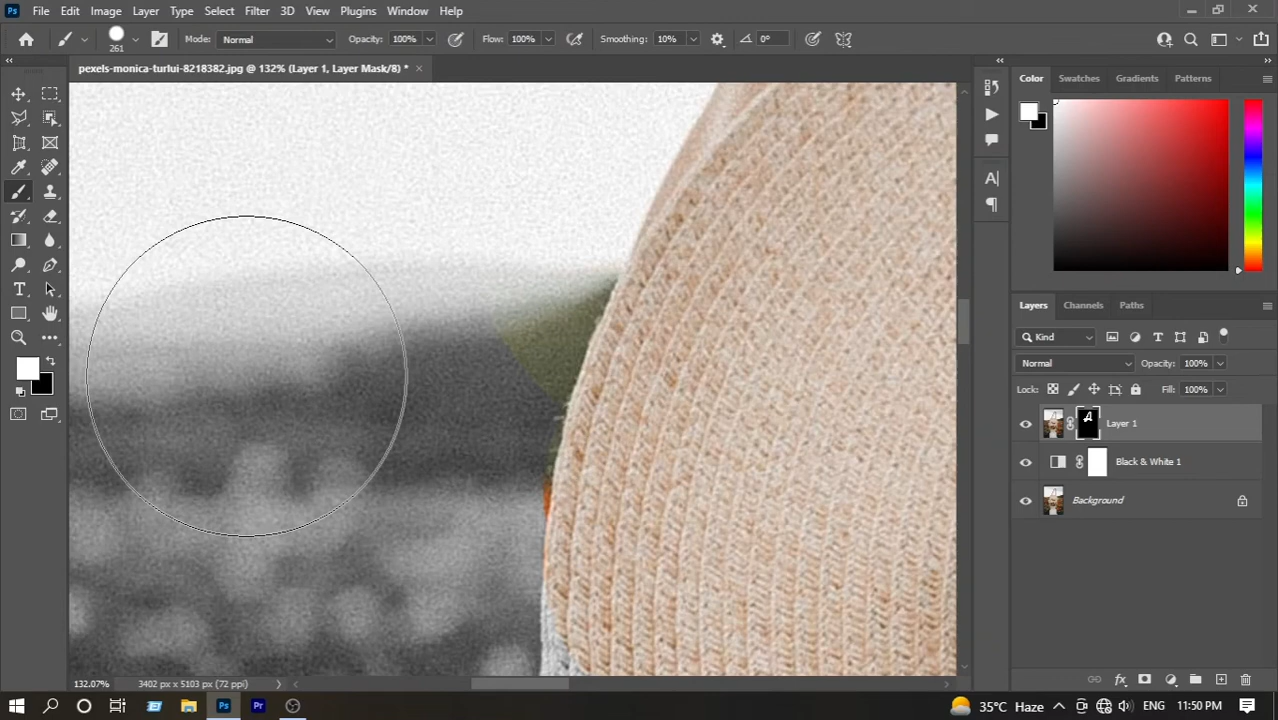 Ps File Edit Image Layer Type Select Filter 3D View Plugins Window Help
261 Mode: Normal Opacity: 100% Flow: 100% Smoothing: 10% 0°
pexels-monica-turlui-8218382.jpg @ 132% (Layer 1, Layer Mask/8) * ×
Color Swatches Gradients Patterns
Layers Channels Paths
Kind
Normal Opacity: 100%
Lock: Fill: 100%
Layer 1
Black & White 1
Background
132.07% 3402 px x 5103 px (72 ppi)
Ps Pr 35°C Haze ENG 11:50 PM